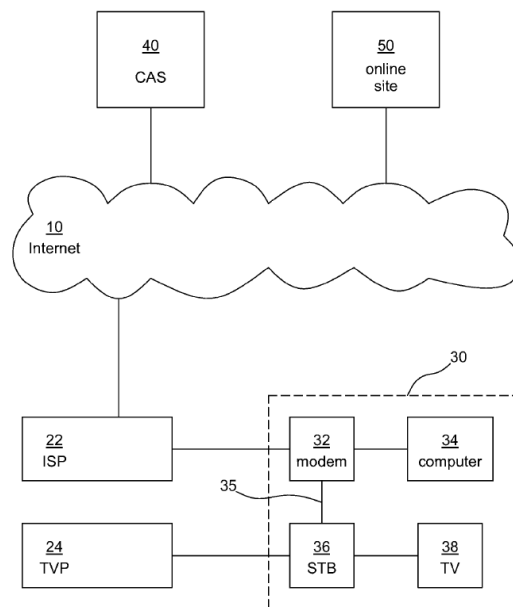 40
CAS
50
online
site
10
Internet
30
22
ISP
32
modem
34
computer
35
24
TVP
36
STB
38
TV